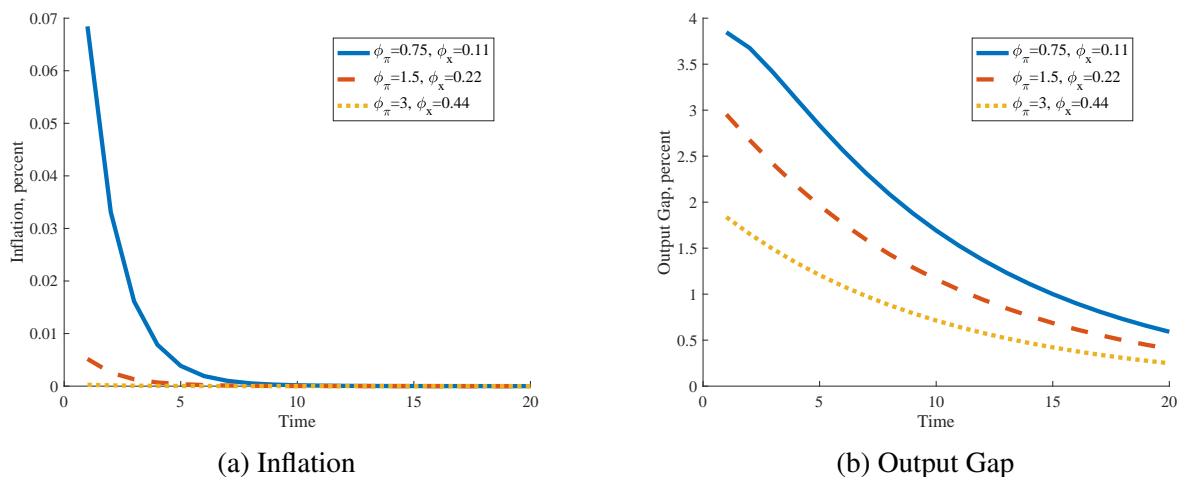 0.07
0.06
0.05
0.04
0.03
0.02
0.01
0
Inflation, percent
0 5 10 15 20
Time
ϕπ=0.75, ϕx=0.11
ϕπ=1.5, ϕx=0.22
ϕπ=3, ϕx=0.44
(a) Inflation
4
3.5
3
2.5
2
1.5
1
0.5
0
Output Gap, percent
0 5 10 15 20
Time
ϕπ=0.75, ϕx=0.11
ϕπ=1.5, ϕx=0.22
ϕπ=3, ϕx=0.44
(b) Output Gap